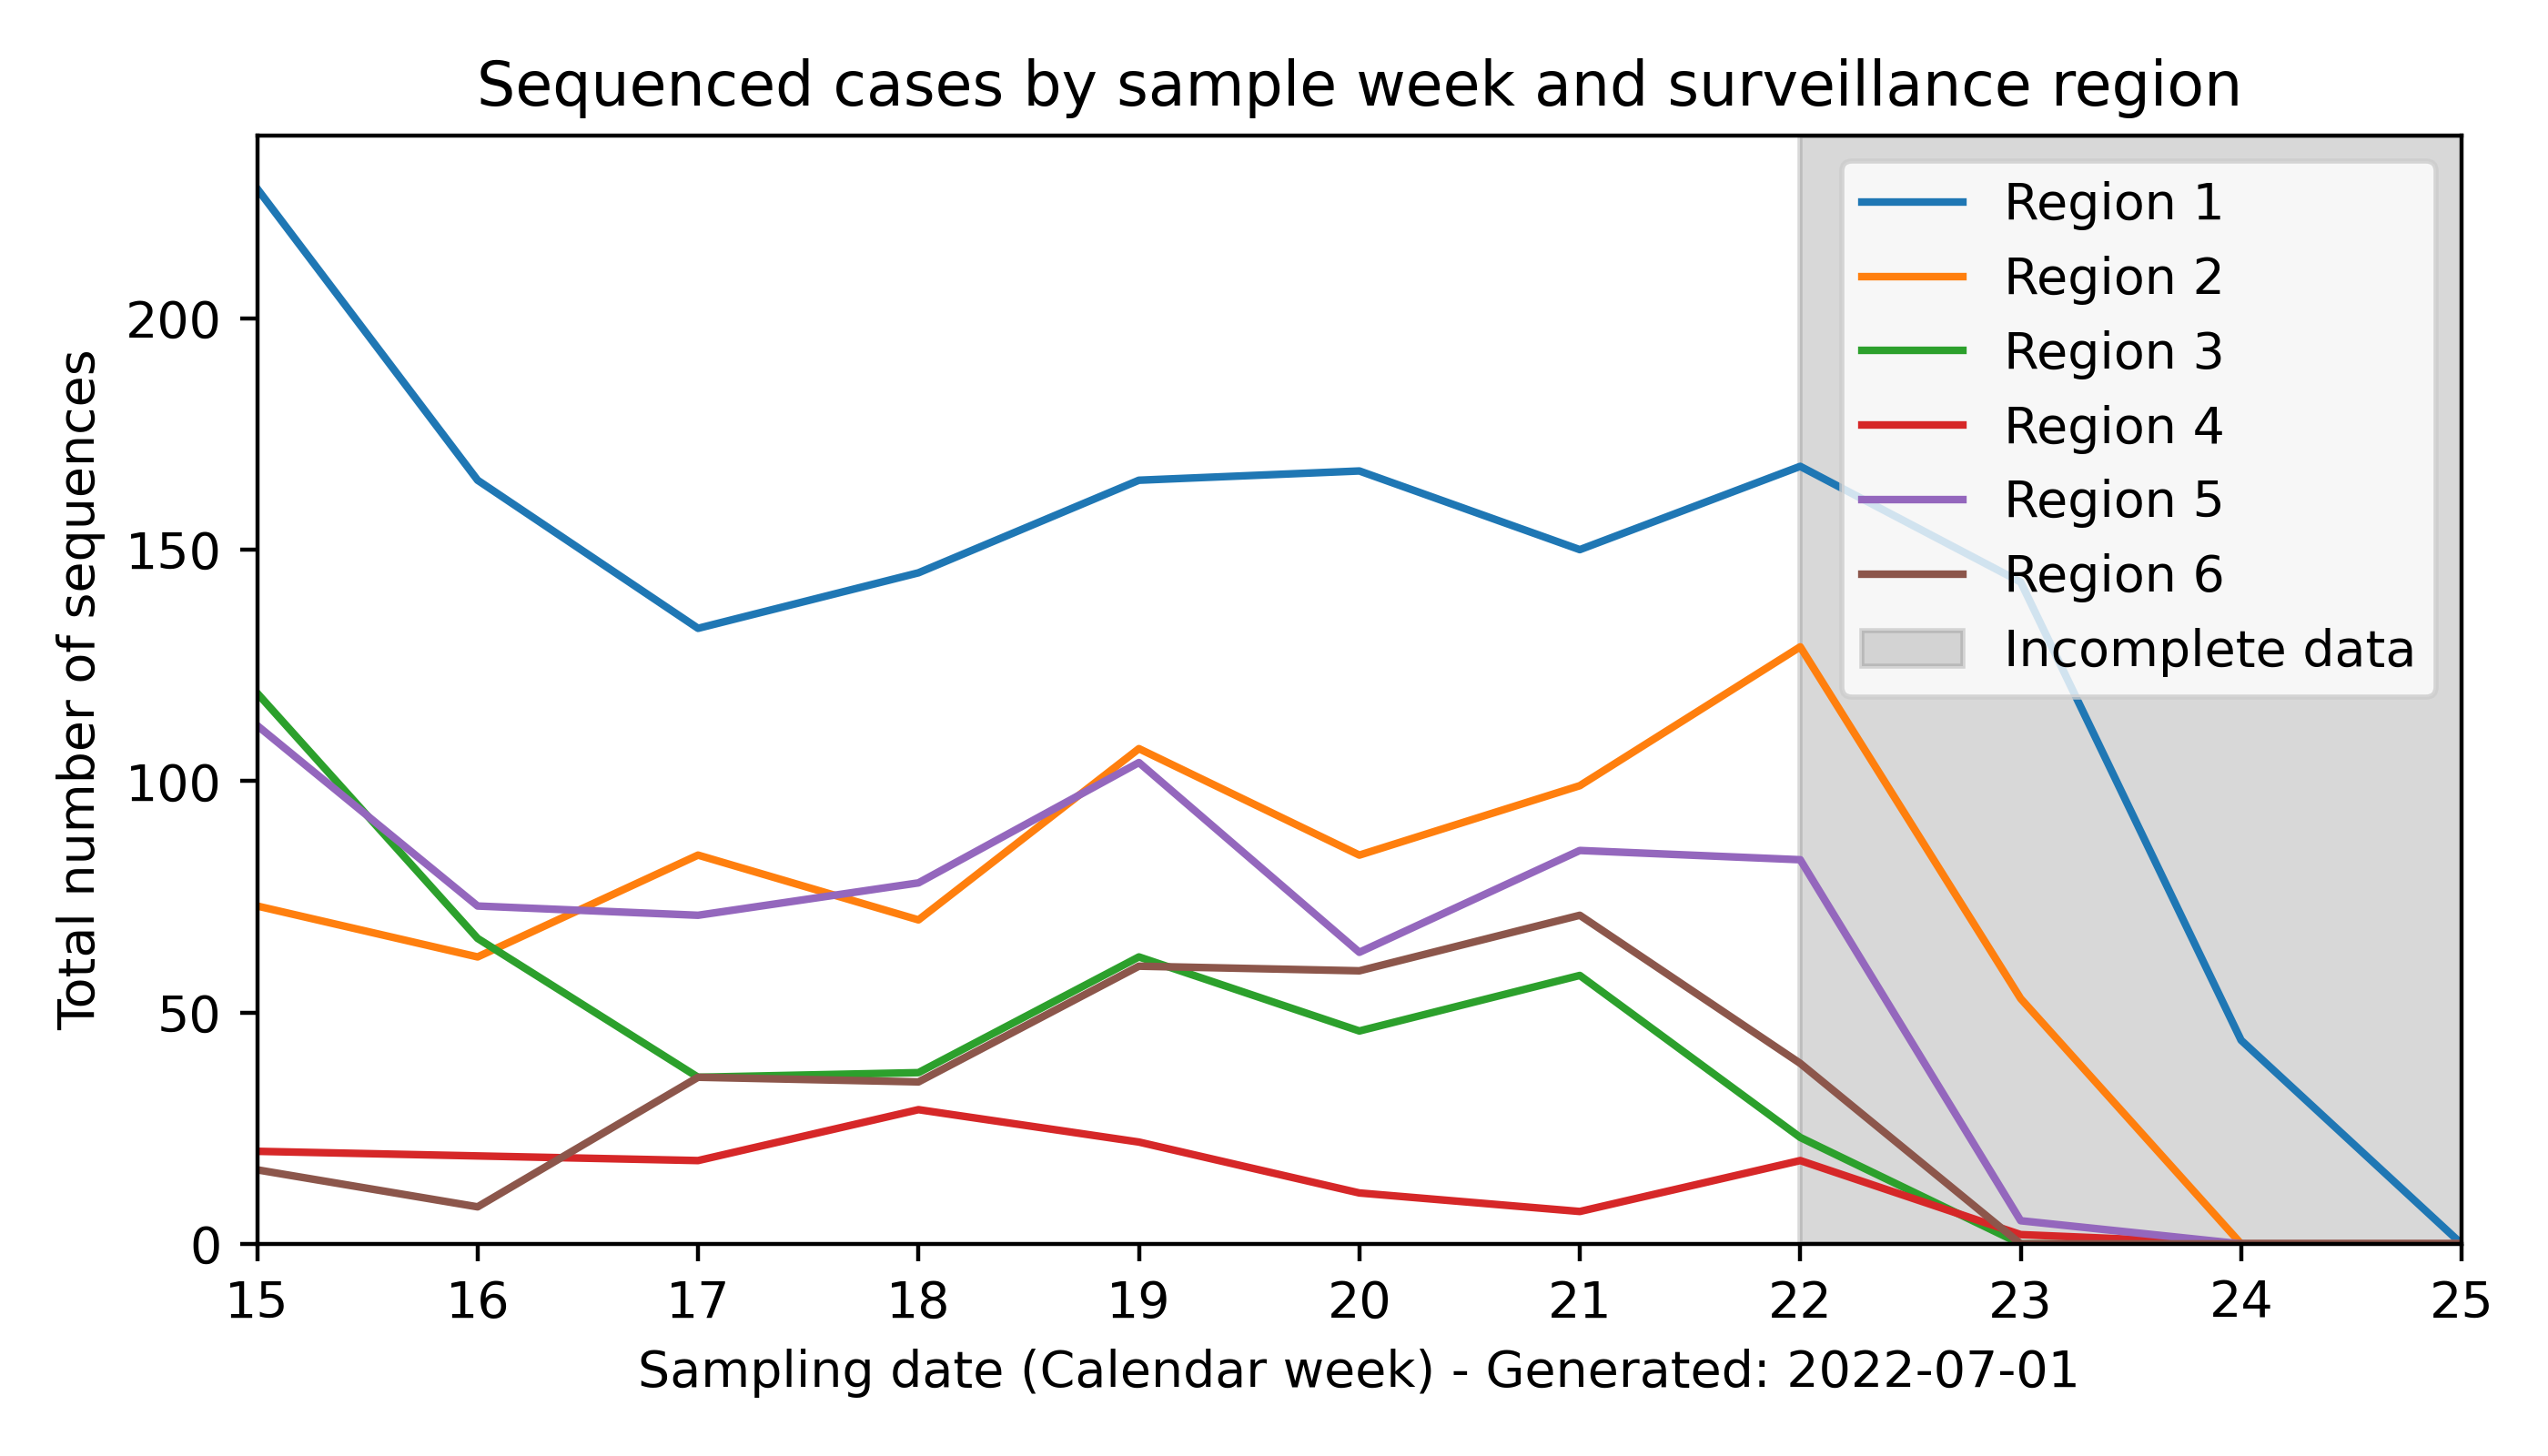 Sequenced cases by sample week and surveillance region
Total number of sequences
200
150
100
50
0
Region 1
Region 2
Region 3
Region 4
Region 5
Region 6
Incomplete data
15 16 17 18 19 20 21 22 23 24 25
Sampling date (Calendar week) - Generated: 2022-07-01